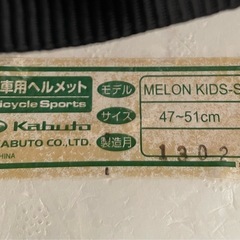 車用ヘルメット
icycle Sports
モデル
MELON KIDS-S
サイズ
47~51cm
Kabuto
ABUTO CO.,LTD.
製造月
1302
CHINA